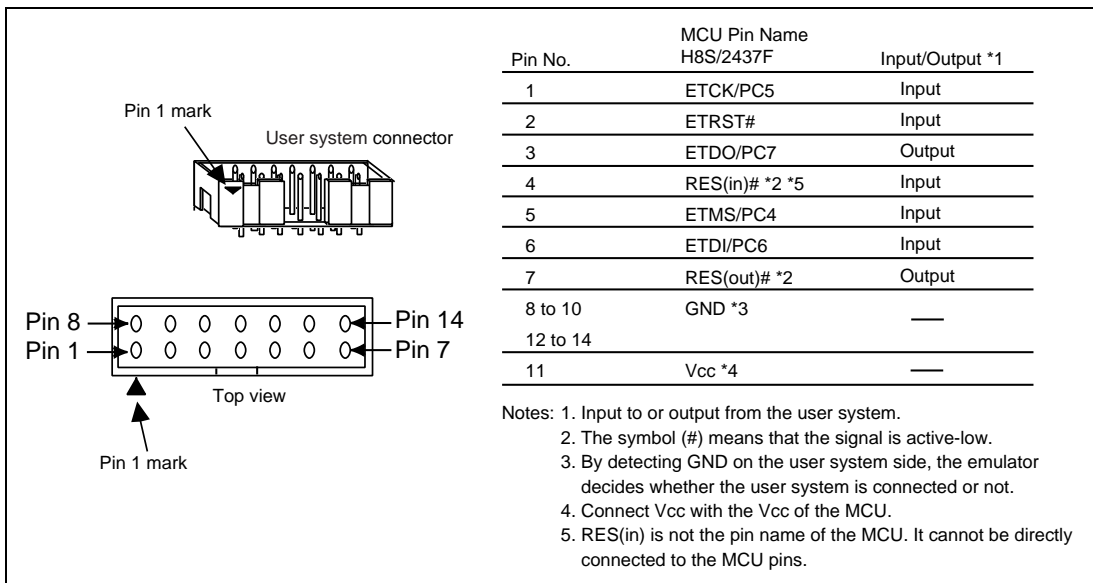 Pin 1 mark
User system connector
Pin 8
Pin 14
Pin 1
Pin 7
Top view
Pin 1 mark
Pin No. MCU Pin Name H8S/2437F Input/Output *1
1 ETCK/PC5 Input
2 ETRST# Input
3 ETDO/PC7 Output
4 RES(in)# *2 *5 Input
5 ETMS/PC4 Input
6 ETDI/PC6 Input
7 RES(out)# *2 Output
8 to 10 GND *3 —
12 to 14
11 Vcc *4 —
Notes: 1. Input to or output from the user system.
2. The symbol (#) means that the signal is active-low.
3. By detecting GND on the user system side, the emulator
decides whether the user system is connected or not.
4. Connect Vcc with the Vcc of the MCU.
5. RES(in) is not the pin name of the MCU. It cannot be directly
connected to the MCU pins.